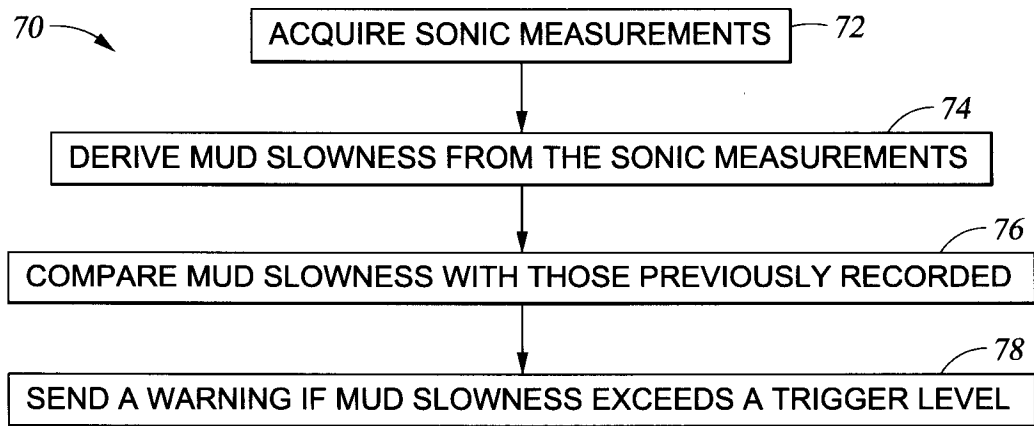 70
ACQUIRE SONIC MEASUREMENTS 72
74
DERIVE MUD SLOWNESS FROM THE SONIC MEASUREMENTS
76
COMPARE MUD SLOWNESS WITH THOSE PREVIOUSLY RECORDED
78
SEND A WARNING IF MUD SLOWNESS EXCEEDS A TRIGGER LEVEL